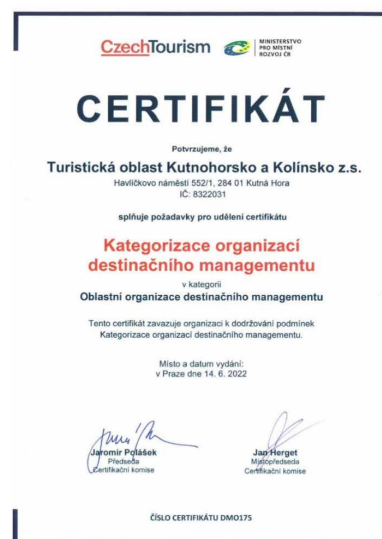 CzechTourism
MINISTERSTVO
PRO MÍSTNÍ
ROZVOJ ČR
CERTIFIKÁT
Potvrzujeme, že
Turistická oblast Kutnohorsko a Kolínsko z.s.
Havlíčkovo náměstí 552/1, 284 01 Kutná Hora
IČ: 8322031
splňuje požadavky pro udělení certifikátu
Kategorizace organizací
destinačního managementu
v kategorii
Oblastní organizace destinačního managementu
Tento certifikát zavazuje organizaci k dodržování podmínek
Kategorizace organizací destinačního managementu.
Místo a datum vydání:
v Praze dne 14. 6. 2022
Jaromír Polášek
Předseda
Certifikační komise
Jan Herget
Místopředseda
Certifikační komise
ČÍSLO CERTIFIKÁTU DMO175